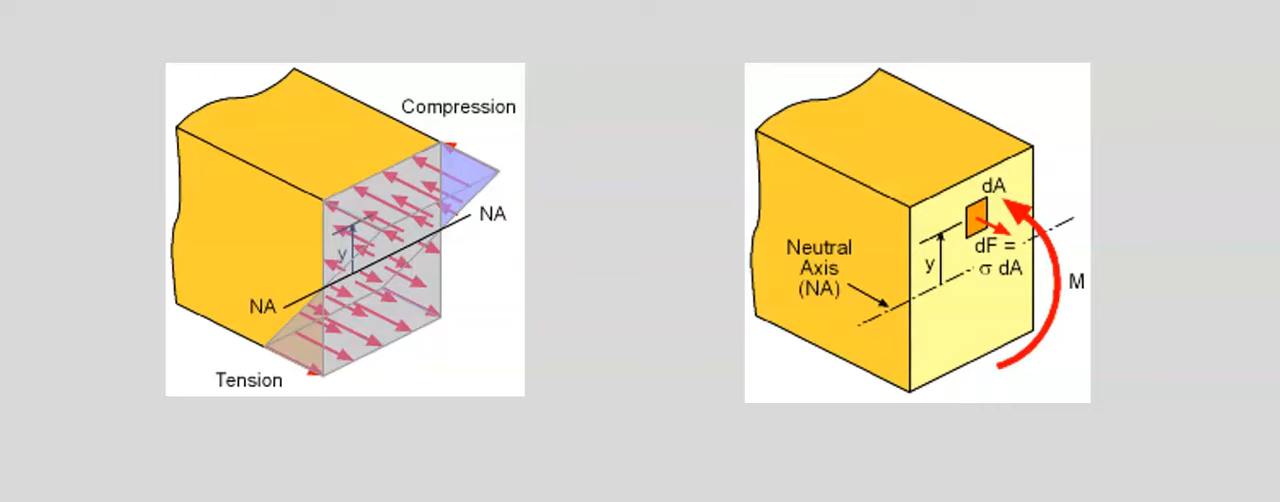 Compression
NA
y
NA
Tension
dA
dF =
σ dA
Neutral
Axis
(NA)
y
M